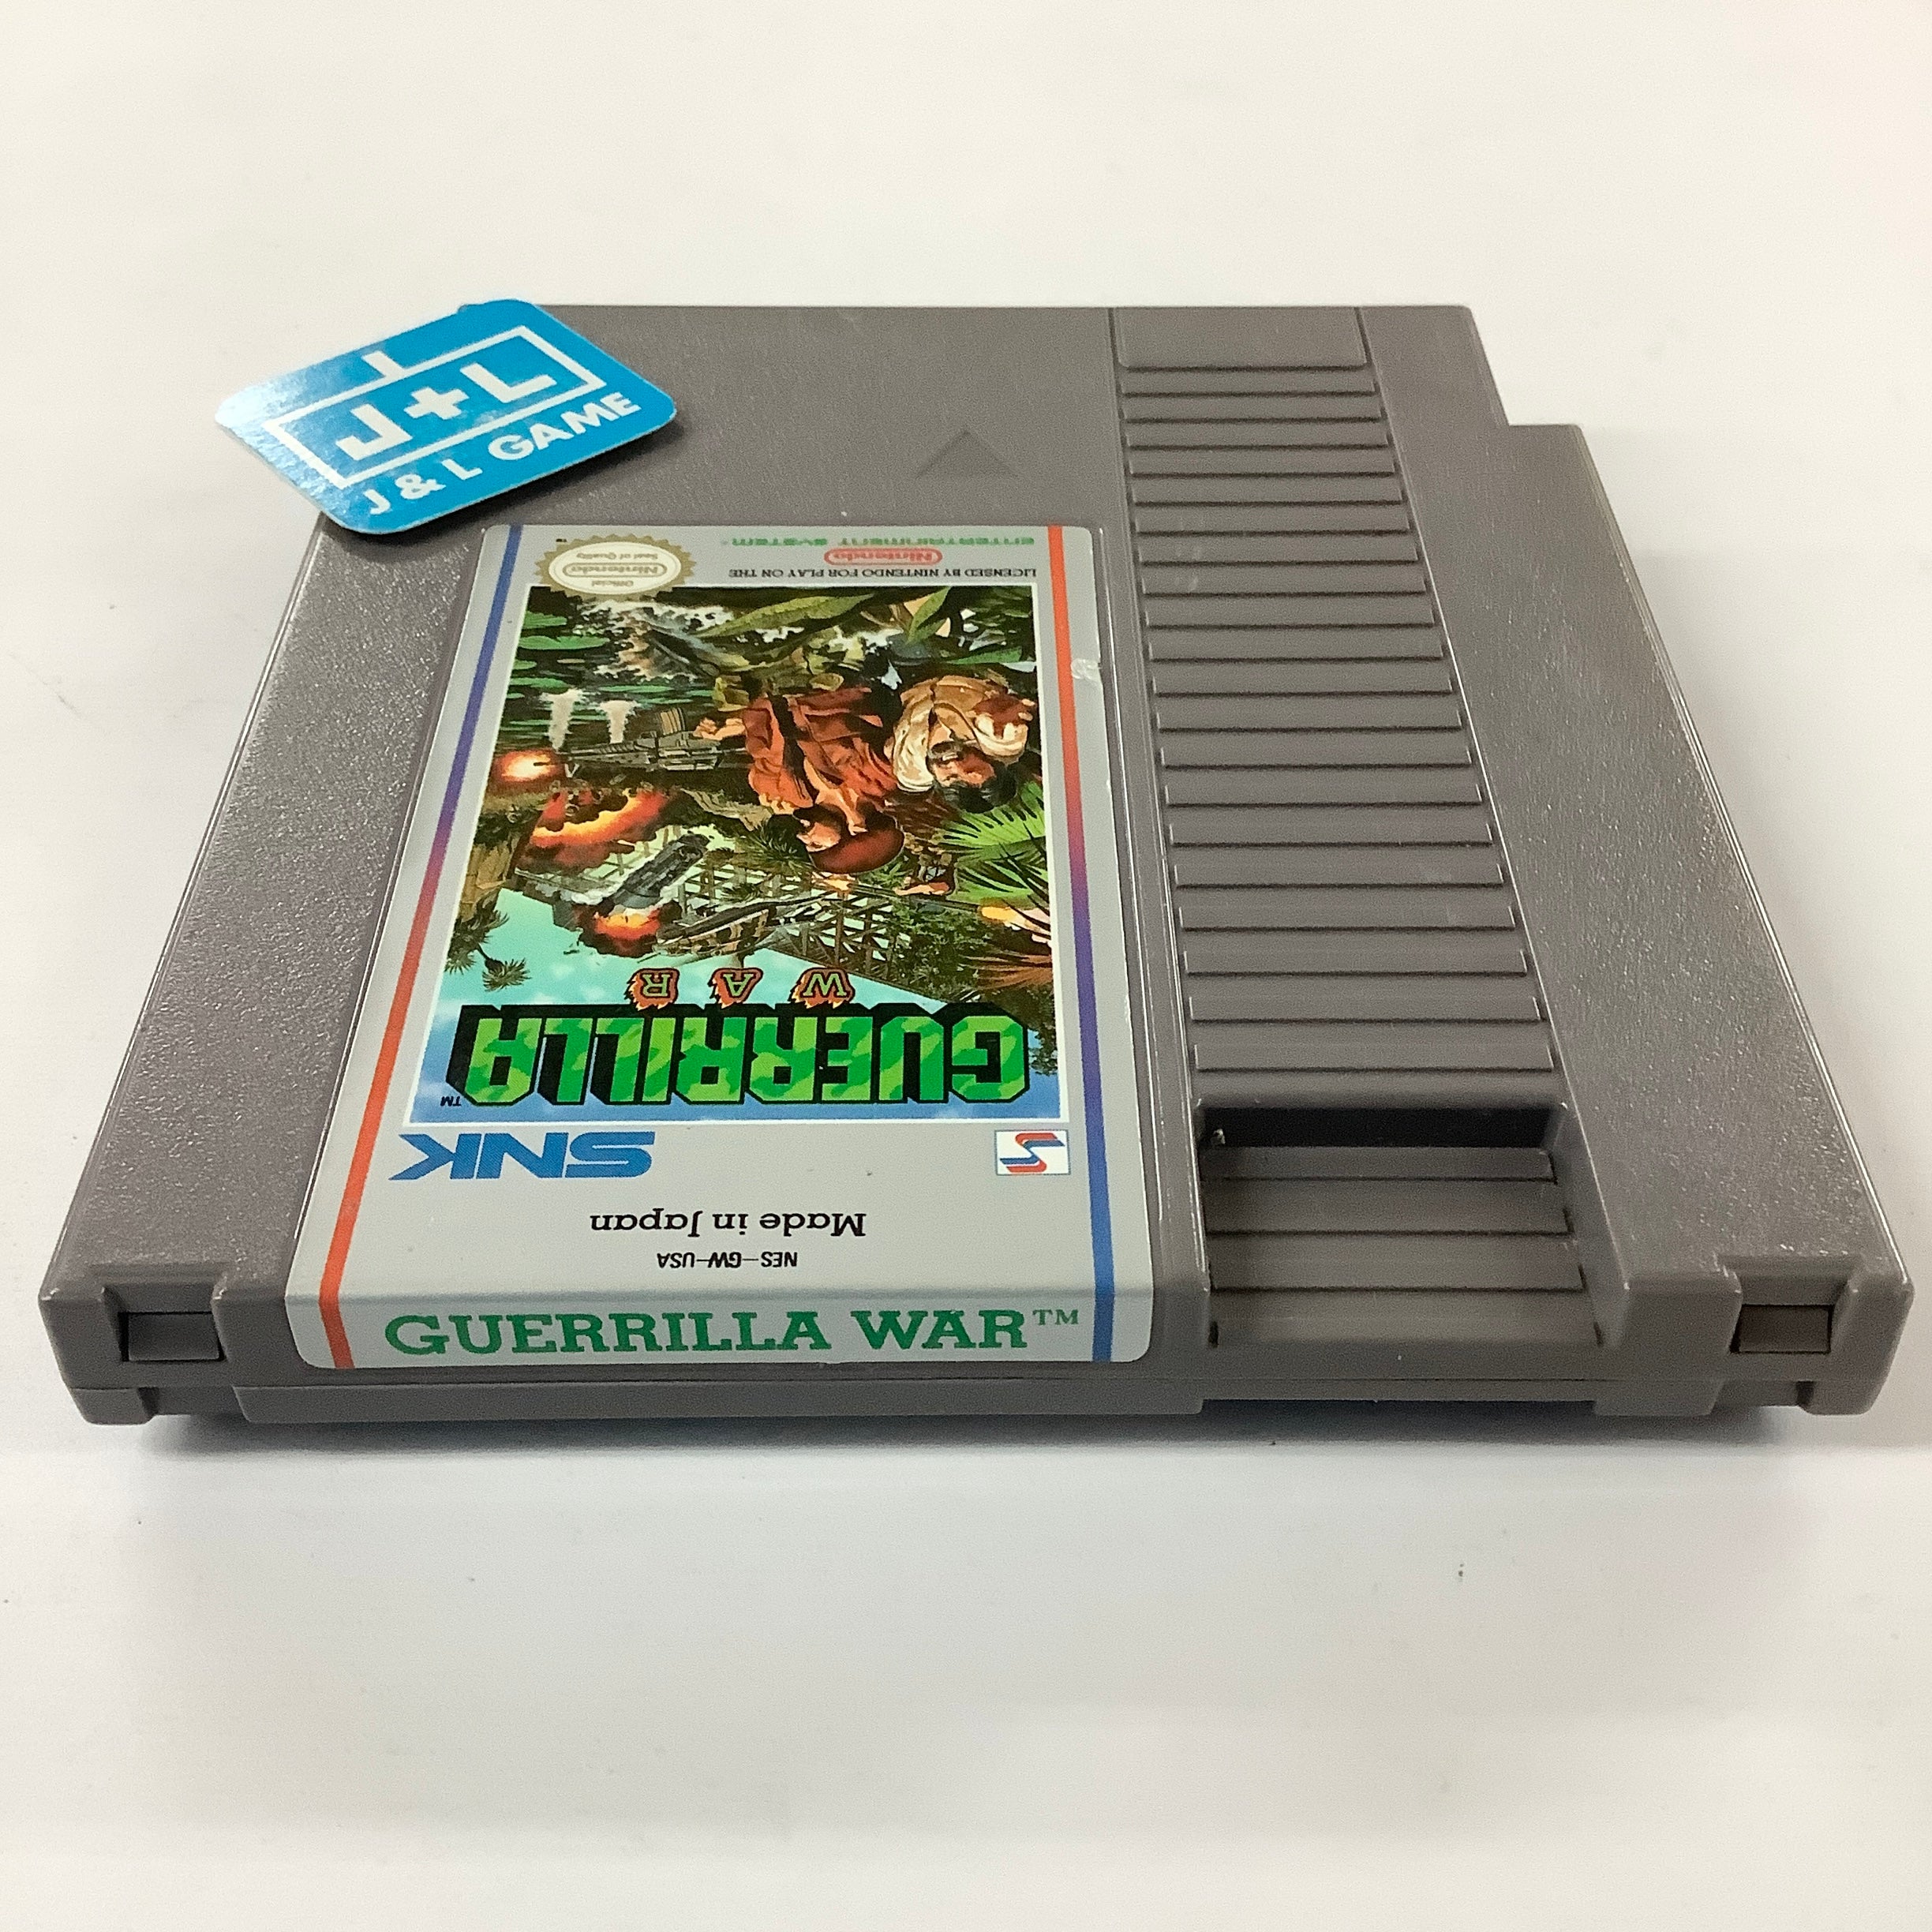 J+L
J & L GAME
GUERRILLA WAR™
NES-GW-USA
Made in Japan
SNK
GUERRILLA™
WAR
LICENSED BY NINTENDO FOR PLAY ON THE
Nintendo
ENTERTAINMENT SYSTEM®
Official
Nintendo
Seal of Quality
™